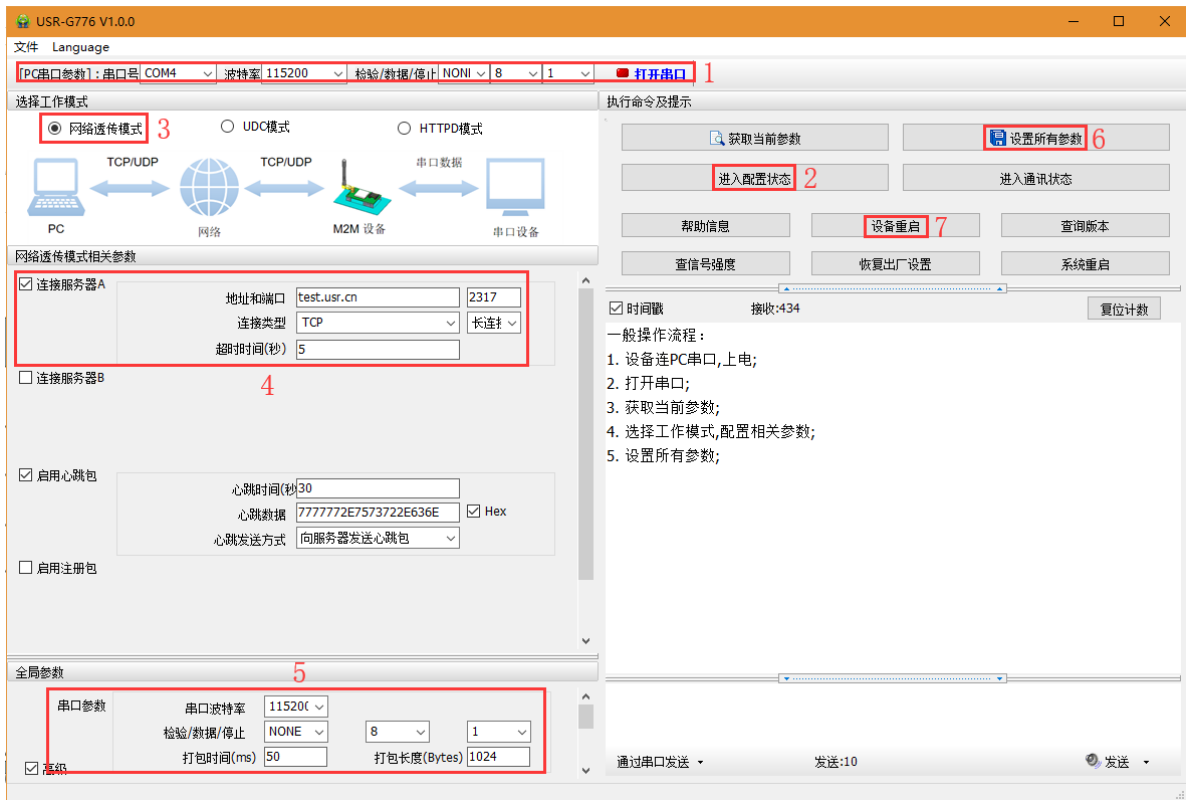 USR-G776 V1.0.0
文件 Language
[PC串口参数]：串口号 COM4 波特率 115200 检验/数据/停止 NONI 8 1 打开串口 1
选择工作模式
网络透传模式 3 UDC模式 HTTPD模式
TCP/UDP TCP/UDP 串口数据
PC 网络 M2M 设备 串口设备
网络透传模式相关参数
连接服务器A
地址和端口 test.usr.cn 2317
连接类型 TCP 长连接
超时时间(秒) 5
4
连接服务器B
启用心跳包
心跳时间(秒 30
心跳数据 7777772E7573722E636E Hex
心跳发送方式 向服务器发送心跳包
启用注册包
全局参数
5
串口参数 串口波特率 11520(
检验/数据/停止 NONE 8 1
打包时间(ms) 50 打包长度(Bytes) 1024
高级
执行命令及提示
获取当前参数 设置所有参数 6
进入配置状态 2 进入通讯状态
帮助信息 设备重启 7 查询版本
查信号强度 恢复出厂设置 系统重启
时间戳 接收:434 复位计数
一般操作流程：
1. 设备连PC串口,上电;
2. 打开串口;
3. 获取当前参数;
4. 选择工作模式,配置相关参数;
5. 设置所有参数;
通过串口发送 发送:10 发送